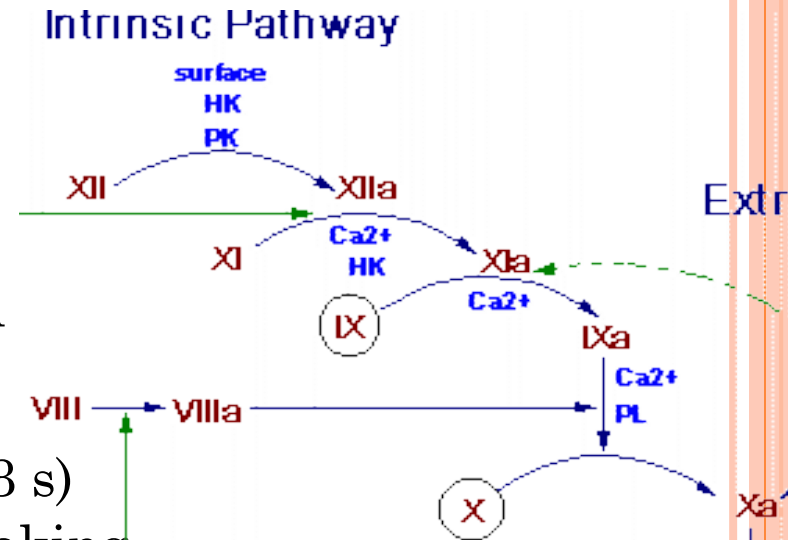 Intrinsic Pathway
surface
HK
PK
XII
XIIa
Extr
Ca2+
HK
XI
XIa
Ca2+
IX
IXa
Ca2+
PL
VIII
VIIIa
3 s)
X
Xa